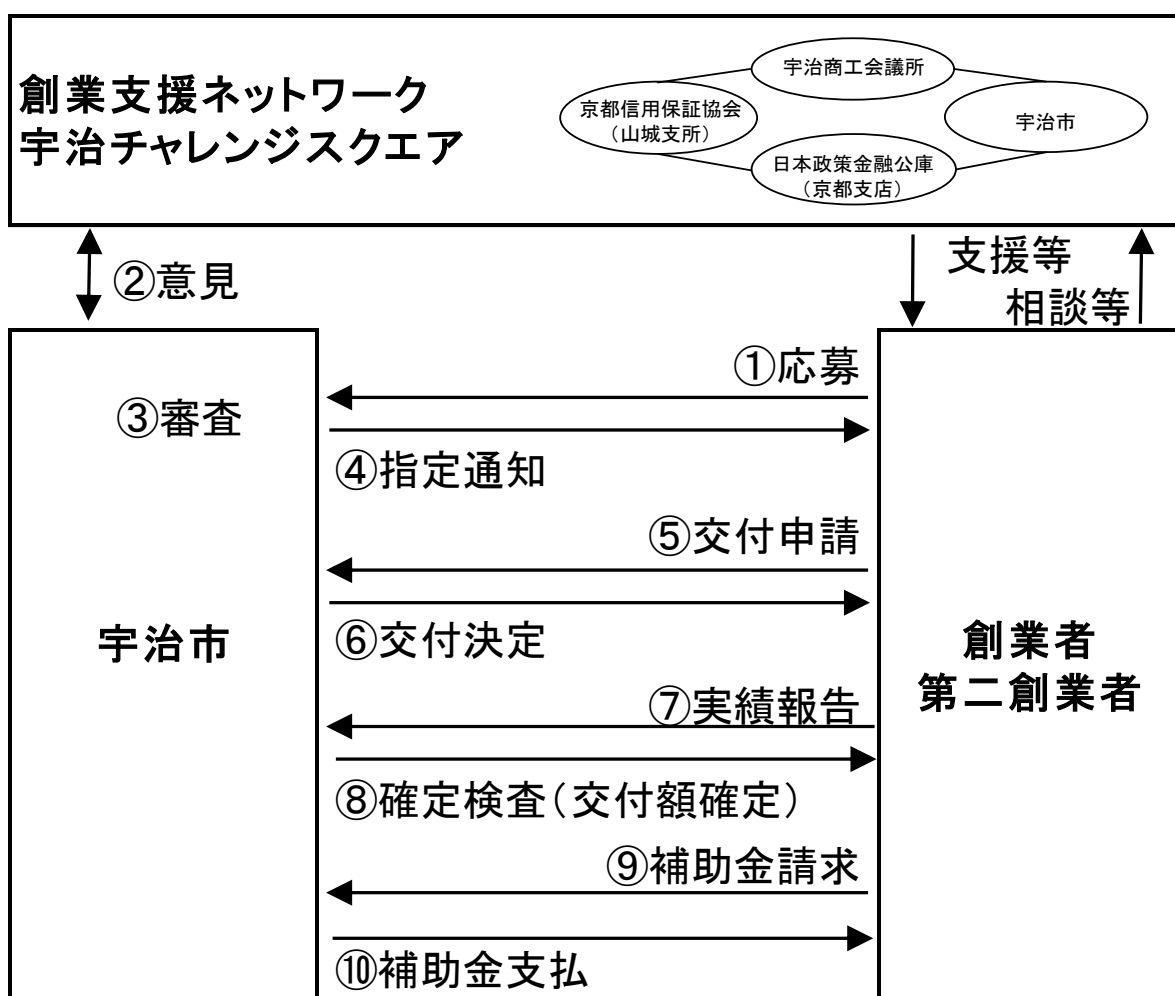 創業支援ネットワーク
宇治チャレンジスクエア
宇治商工会議所
京都信用保証協会
（山城支所）
宇治市
日本政策金融公庫
（京都支店）
②意見
支援等
相談等
①応募
③審査
④指定通知
⑤交付申請
宇治市
⑥交付決定
創業者
第二創業者
⑦実績報告
⑧確定検査（交付額確定）
⑨補助金請求
⑩補助金支払